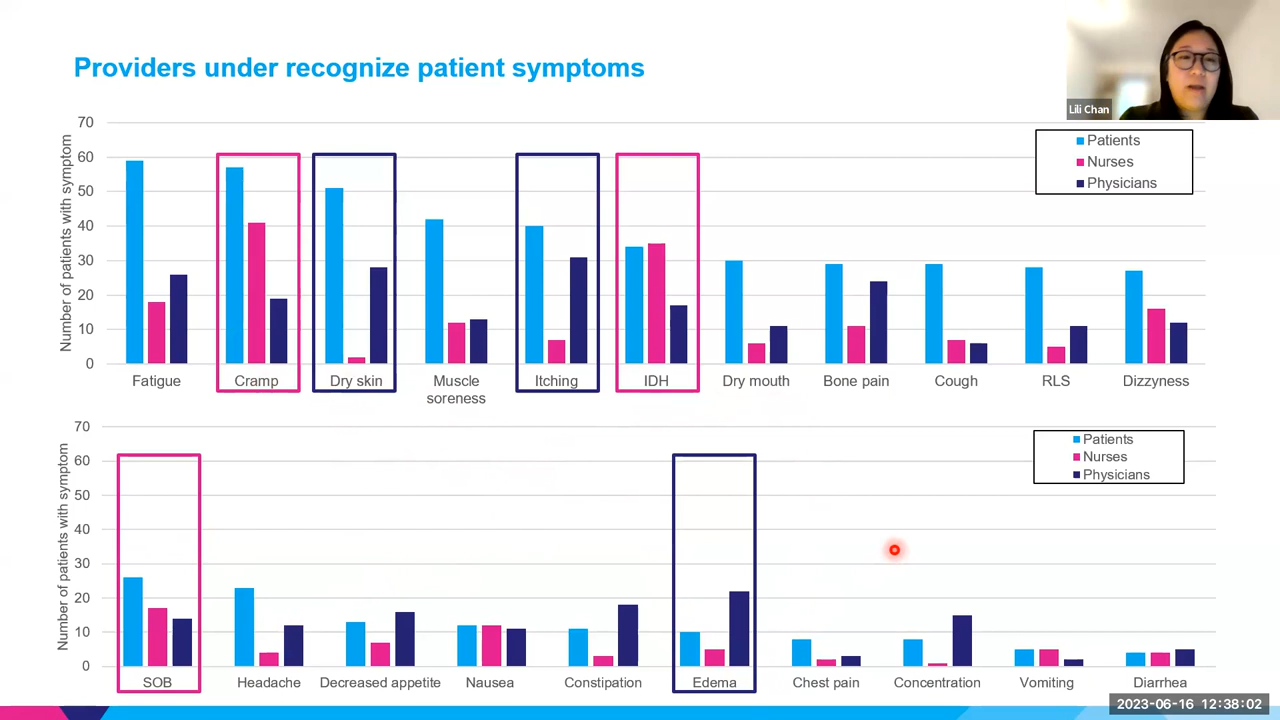 Providers under recognize patient symptoms
Lili Chan
Number of patients with symptom
70
60
50
40
30
20
10
0
Patients
Nurses
Physicians
Fatigue Cramp Dry skin Muscle soreness Itching IDH Dry mouth Bone pain Cough RLS Dizzyness
Number of patients with symptom
70
60
50
40
30
20
10
0
Patients
Nurses
Physicians
SOB Headache Decreased appetite Nausea Constipation Edema Chest pain Concentration Vomiting Diarrhea
2023-06-16 12:38:02